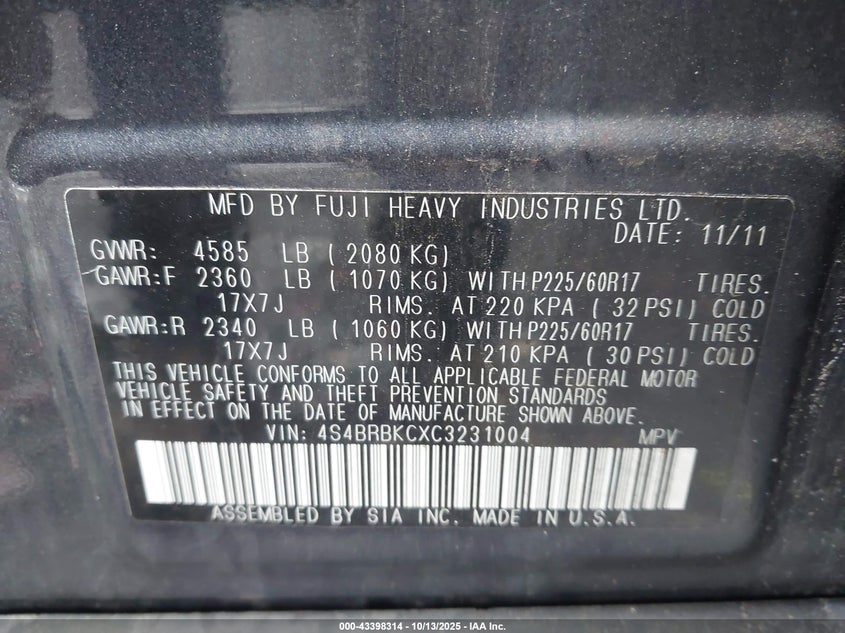 MFD BY FUJI HEAVY INDUSTRIES LTD.
DATE: 11/11
GVWR: 4585 LB ( 2080 KG)
GAWR:F 2360 LB ( 1070 KG) WITH P225/60R17 TIRES.
17X7J RIMS. AT 220 KPA ( 32 PSI) COLD
GAWR:R 2340 LB ( 1060 KG) WITH P225/60R17 TIRES.
17X7J RIMS. AT 210 KPA ( 30 PSI) COLD
THIS VEHICLE CONFORMS TO ALL APPLICABLE FEDERAL MOTOR
VEHICLE SAFETY AND THEFT PREVENTION STANDARDS
IN EFFECT ON THE DATE OF MANUFACTURE SHOWN ABOVE.
VIN: 4S4BRBKCXC3231004 MPV
ASSEMBLED BY SIA INC. MADE IN U.S.A.
000-43398314 | 10/13/2025 - IAA Inc.